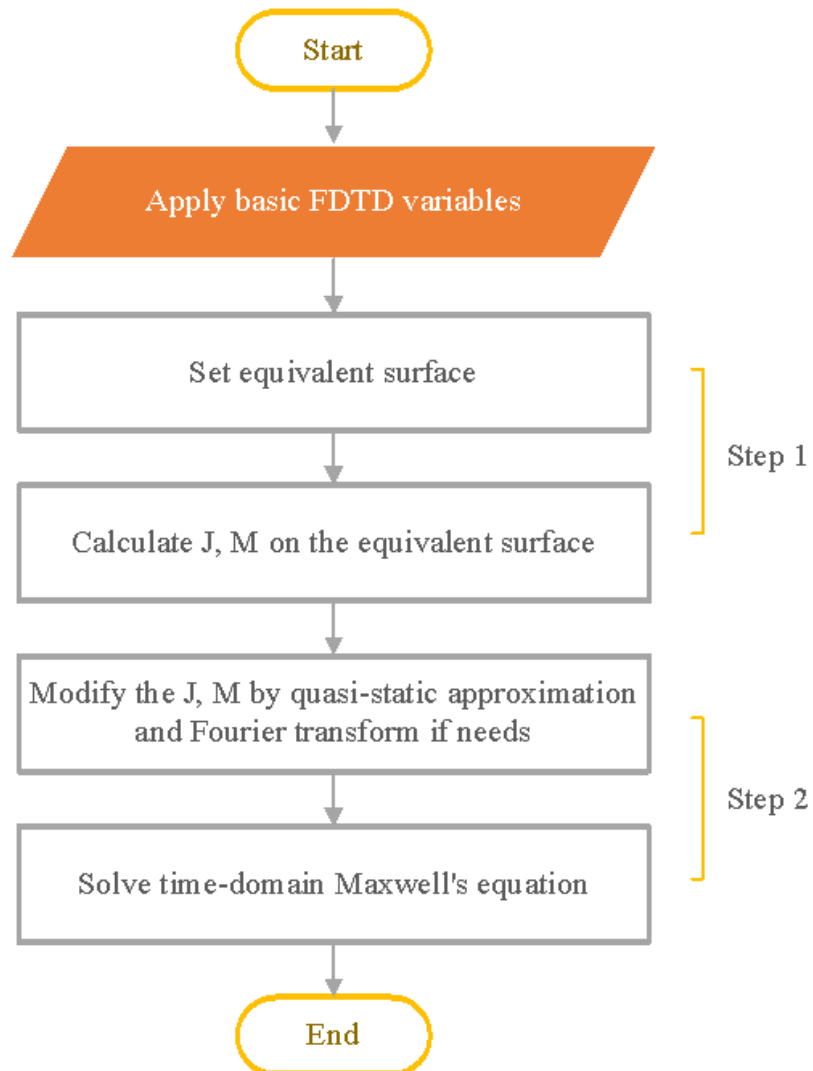 Start
Apply basic FDTD variables
Set equivalent surface
Step 1
Calculate J, M on the equivalent surface
Modify the J, M by quasi-static approximation
and Fourier transform if needs
Step 2
Solve time-domain Maxwell's equation
End